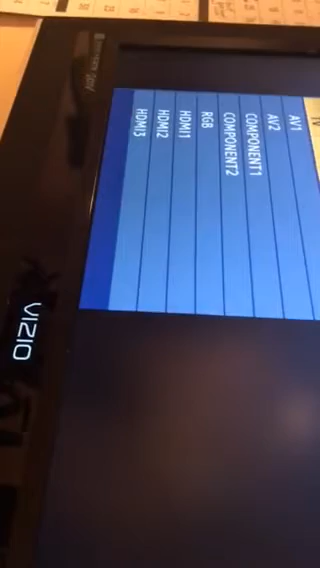 AV1
AV2
COMPONENT1
COMPONENT2
RGB
HDMI1
HDMI2
HDMI3
VIZIO